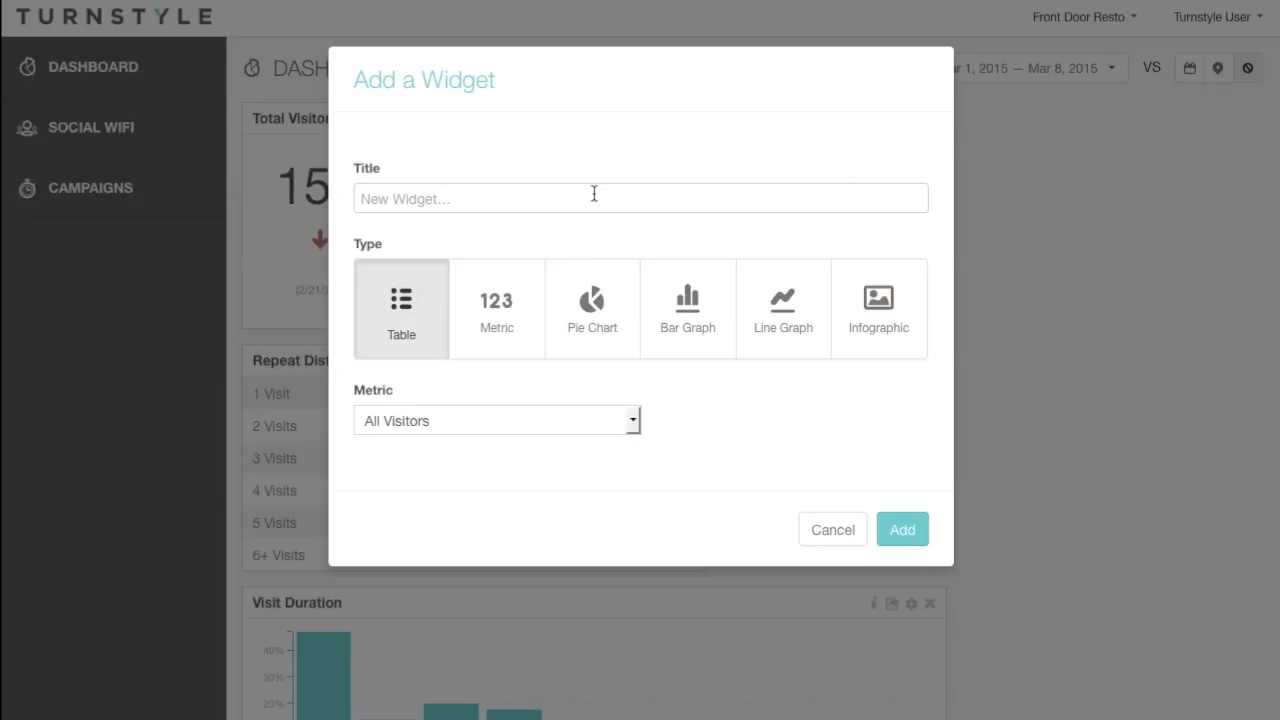 TURNSTYLE
Front Door Resto
Turnstyle User
DASHBOARD
SOCIAL WIFI
CAMPAIGNS
DASH
1, 2015 — Mar 8, 2015
VS
Total Visito
15
Add a Widget
Title
New Widget...
Type
Table
123
Metric
Pie Chart
Bar Graph
Line Graph
Infographic
Metric
All Visitors
Cancel
Add
Repeat Dist
1 Visit
2 Visits
3 Visits
4 Visits
5 Visits
6+ Visits
Visit Duration
40%
30%
20%